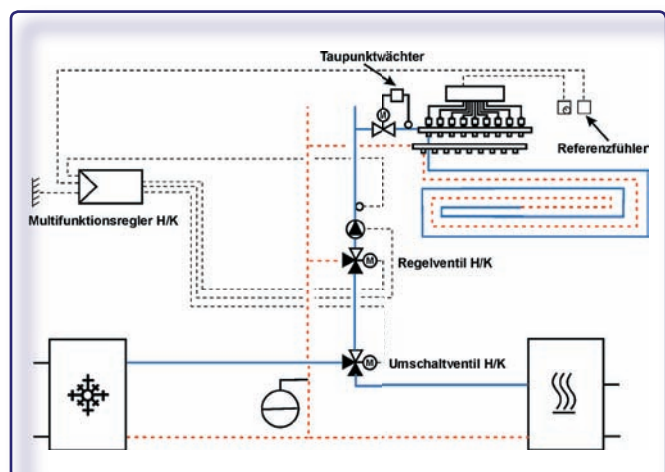 Taupunktwächter
M
Referenzfühler
Multifunktionsregler H/K
M
Regelventil H/K
M
Umschaltventil H/K